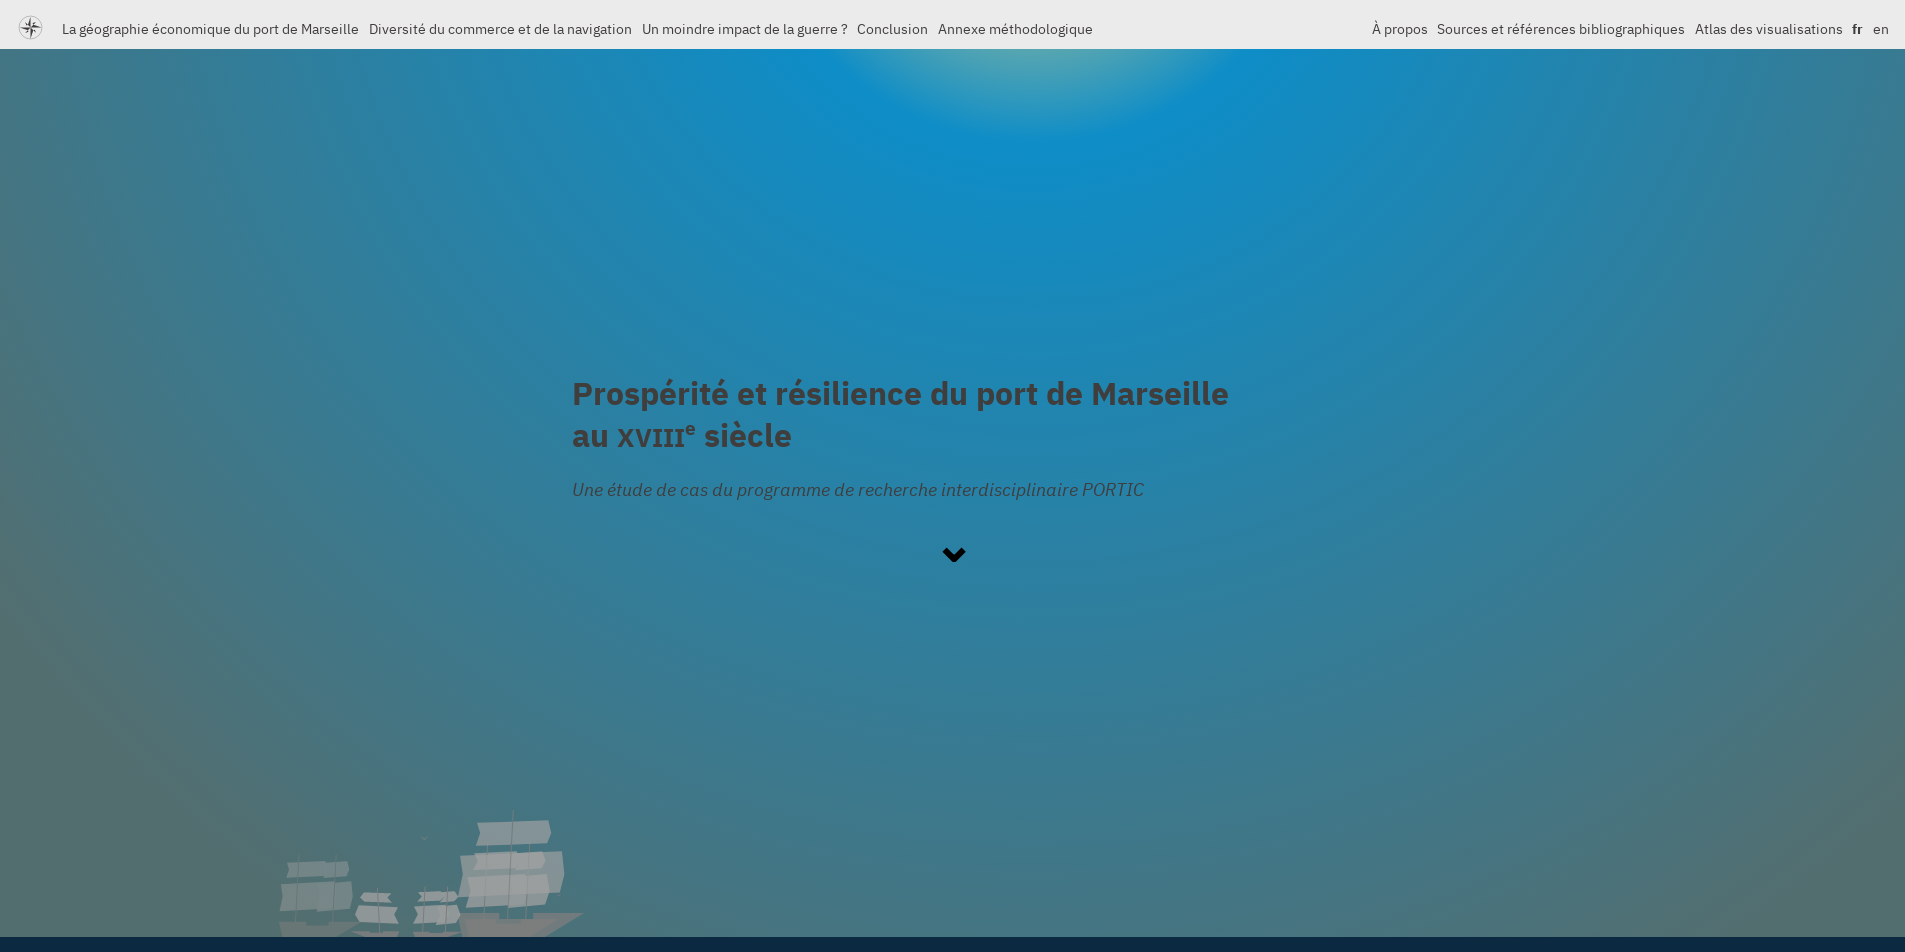 La géographie économique du port de Marseille Diversité du commerce et de la navigation Un moindre impact de la guerre ? Conclusion Annexe méthodologique À propos Sources et références bibliographiques Atlas des visualisations fr en
Prospérité et résilience du port de Marseille
au XVIIIe siècle
Une étude de cas du programme de recherche interdisciplinaire PORTIC